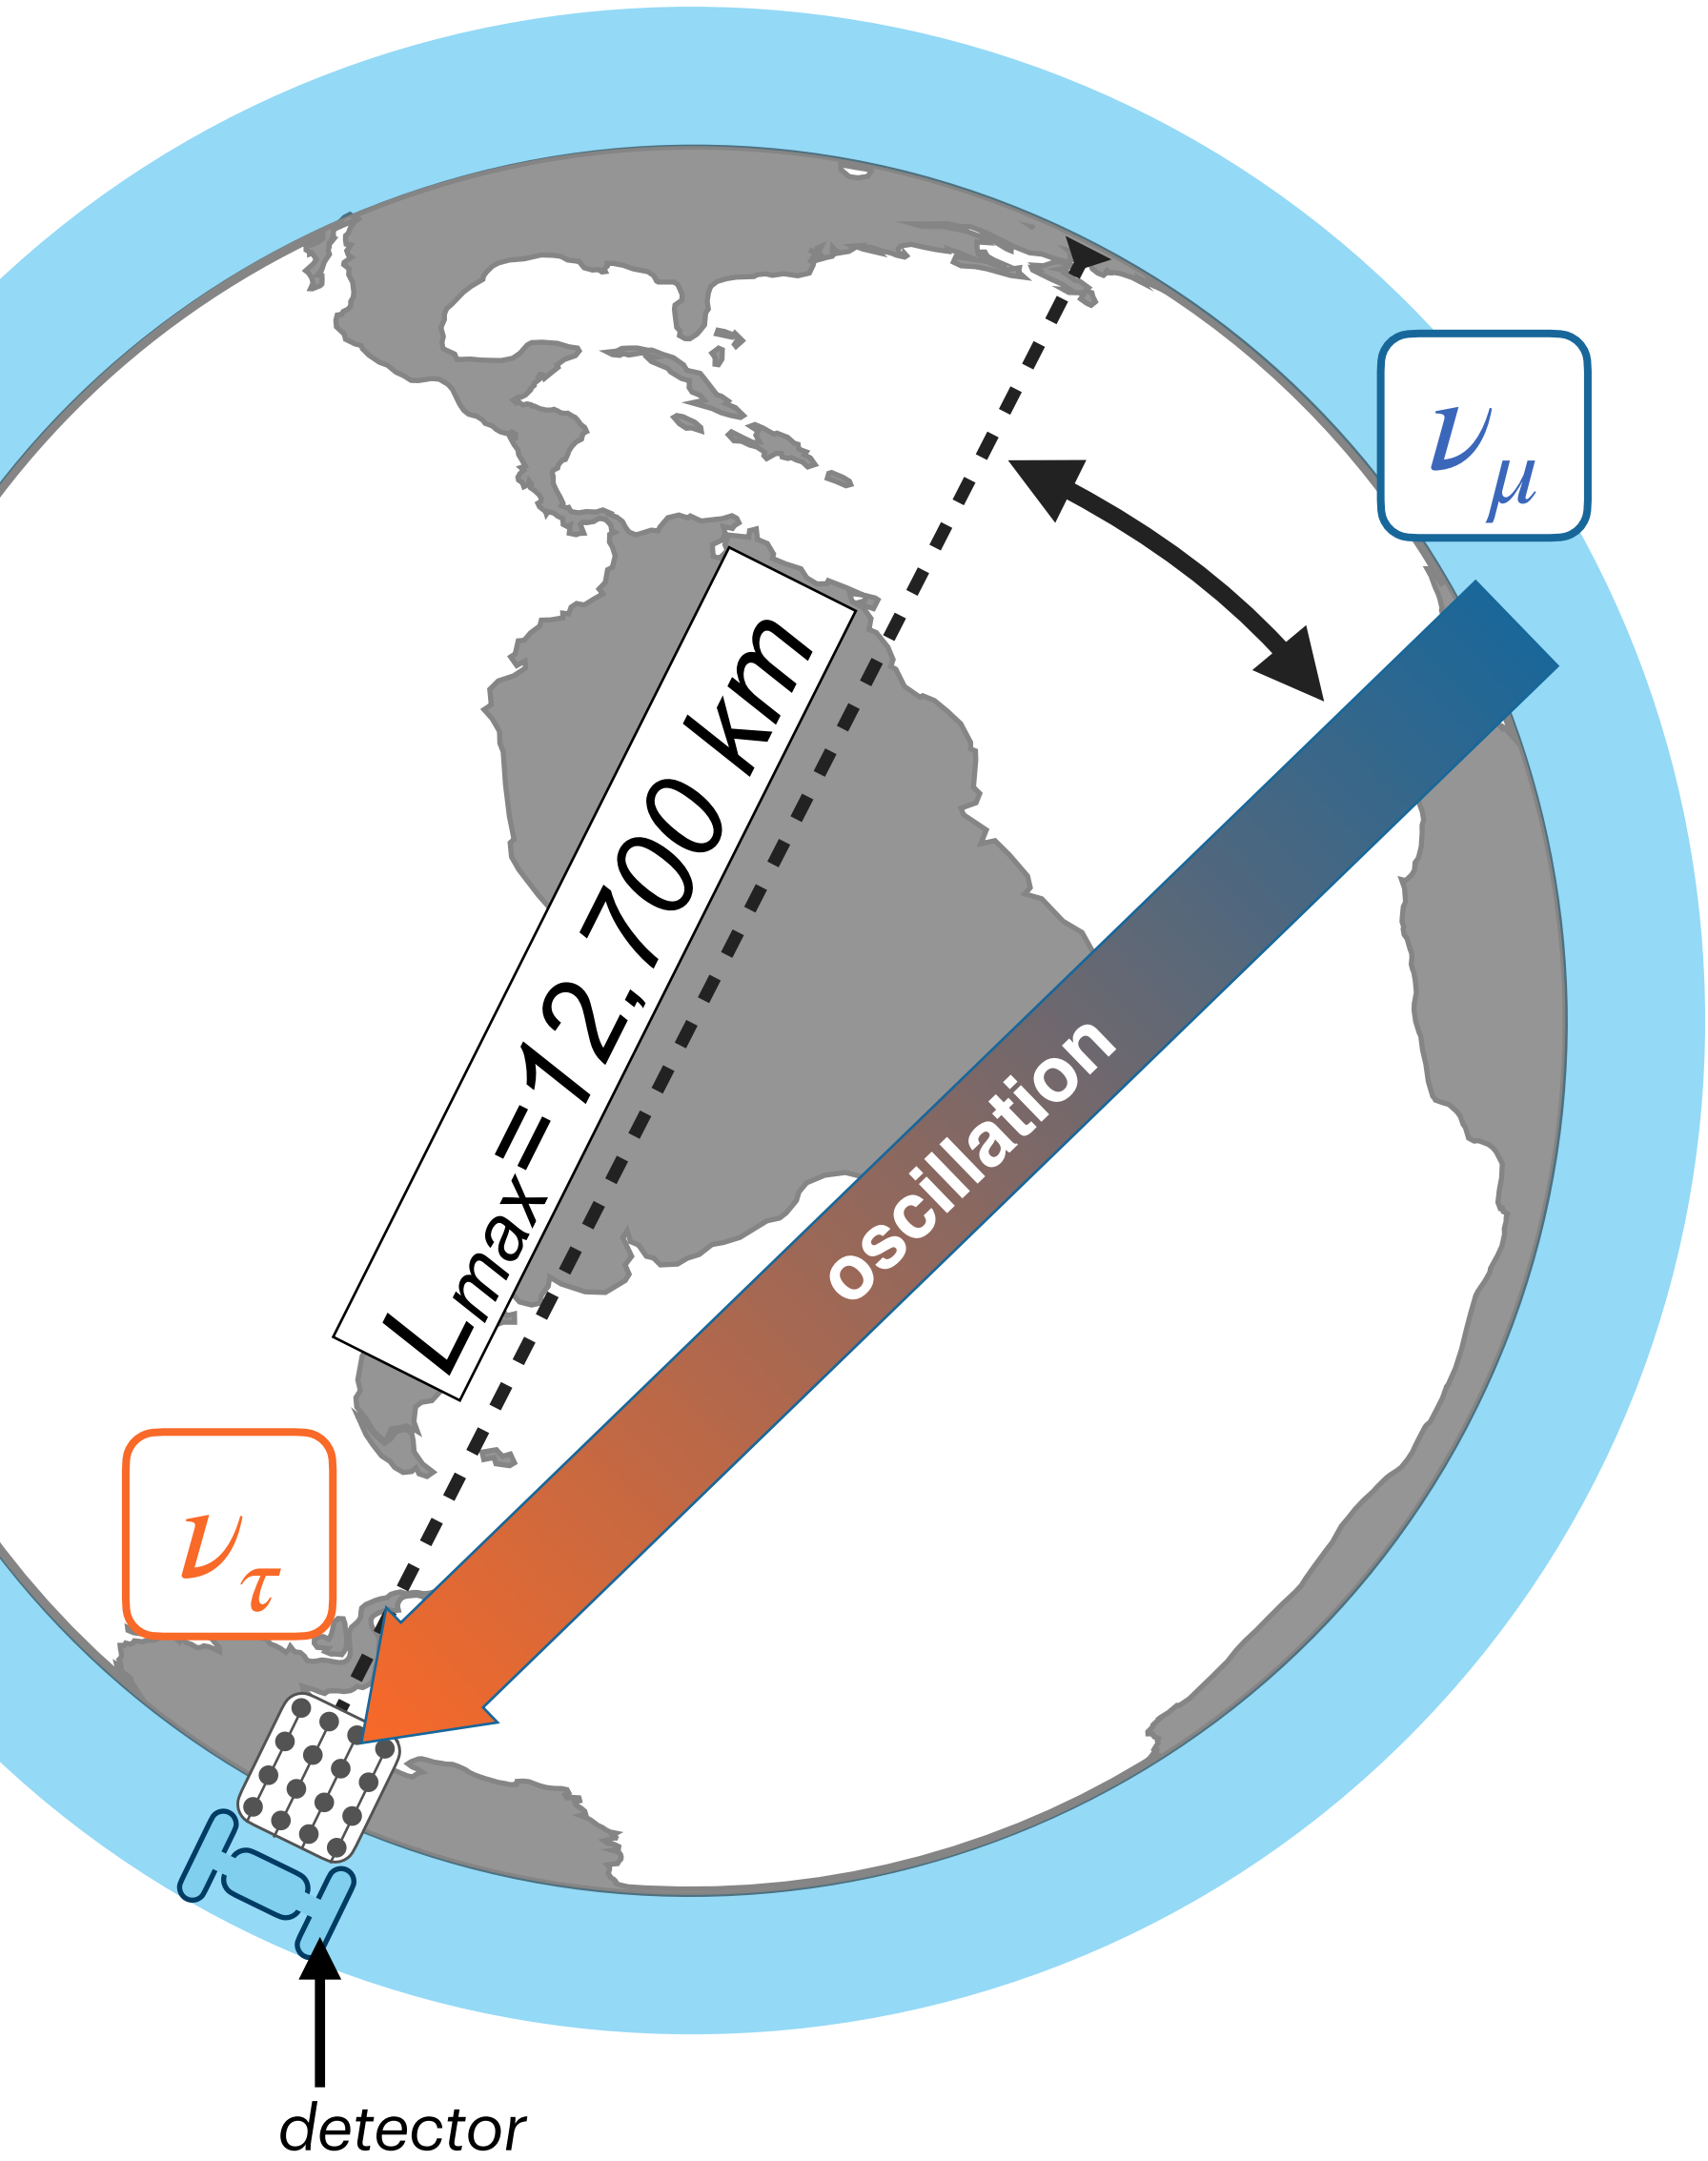 ν_μ
L_max=12,700 km
oscillation
ν_τ
detector